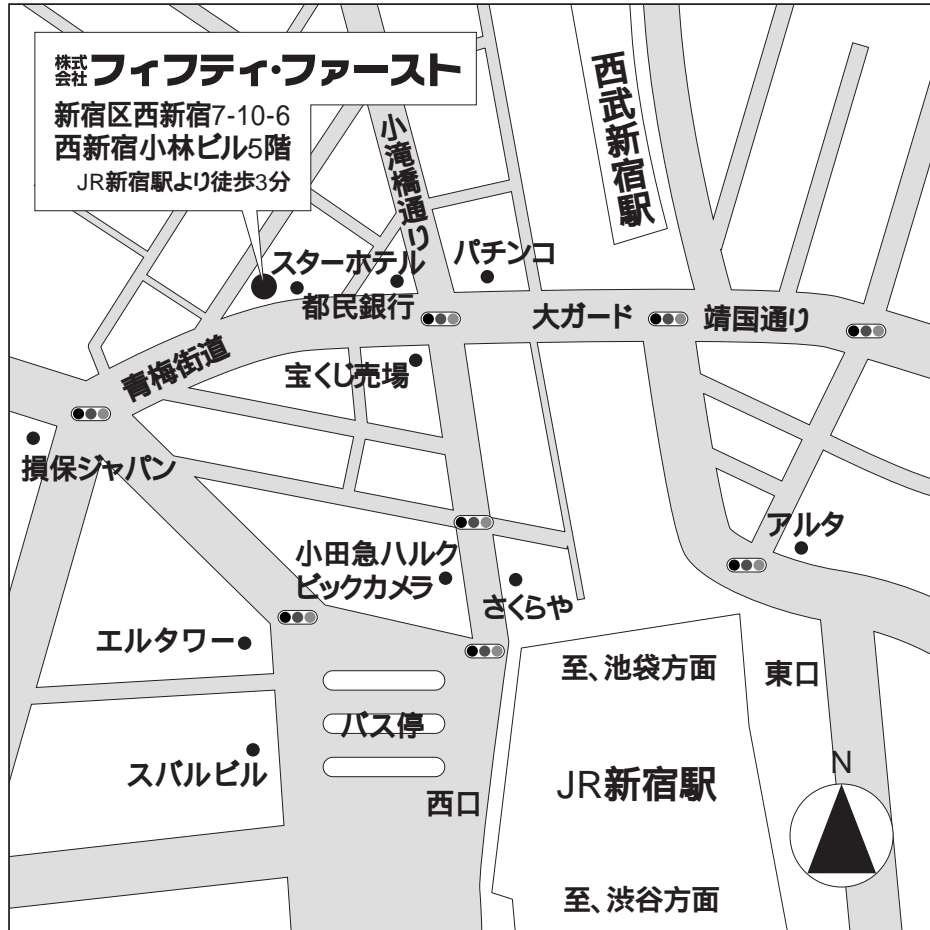 株式会社フィフティ・ファースト
新宿区西新宿7-10-6
西新宿小林ビル5階
JR新宿駅より徒歩3分
西武新宿駅
小滝橋通り
スターホテル
パチンコ
都民銀行
大ガード
靖国通り
青梅街道
宝くじ売場
損保ジャパン
アルタ
小田急ハルク
ビックカメラ
さくらや
エルタワー
至、池袋方面
東口
バス停
スバルビル
西口
JR新宿駅
N
至、渋谷方面